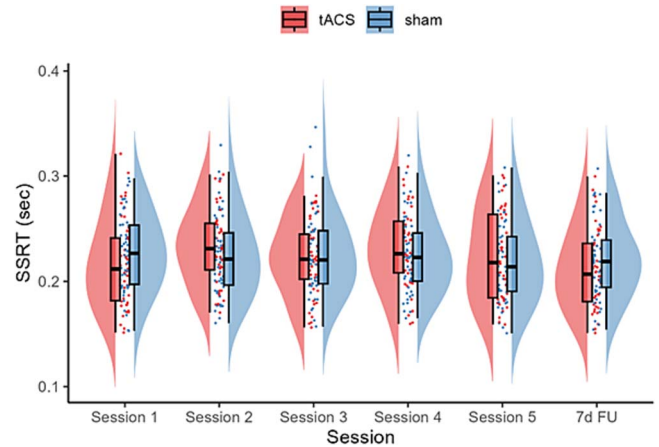 tACS sham
0.4
0.3
0.2
0.1
SSRT (sec)
Session 1 Session 2 Session 3 Session 4 Session 5 7d FU
Session